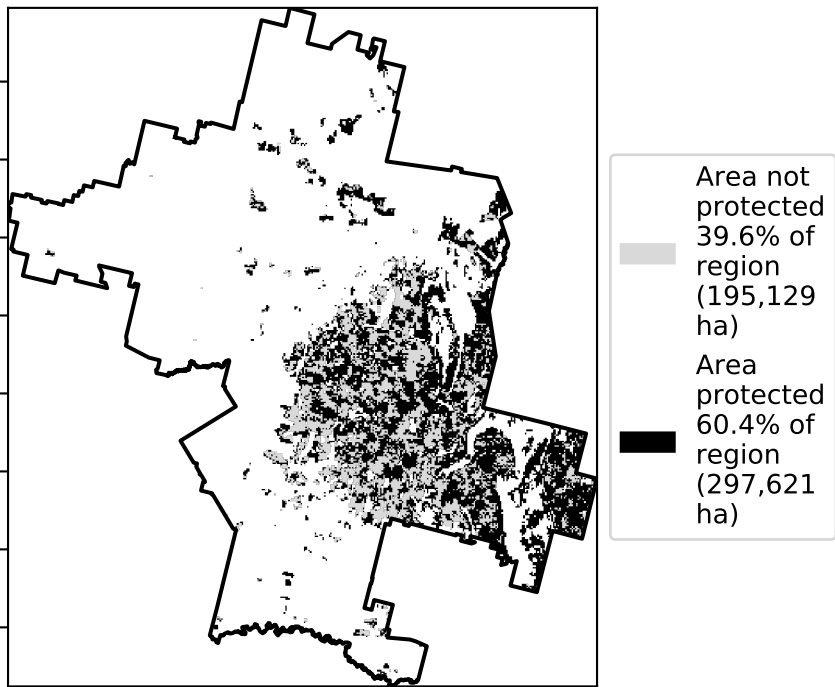 Area not
protected
39.6% of
region
(195,129
ha)
Area
protected
60.4% of
region
(297,621
ha)